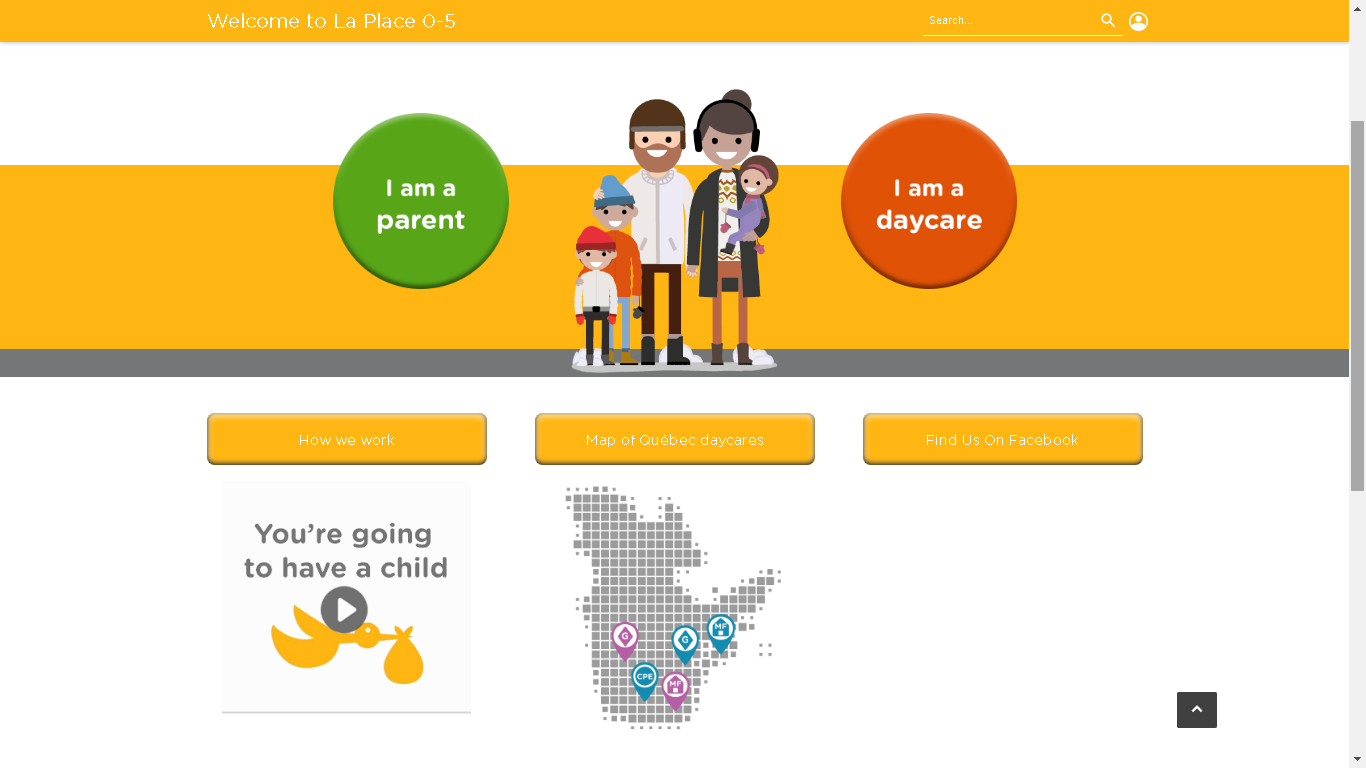 Welcome to La Place 0-5
Search...
I am a
parent
I am a
daycare
How we work
Map of Québec daycares
Find Us On Facebook
You're going
to have a child
G
G
MF
CPE
MF